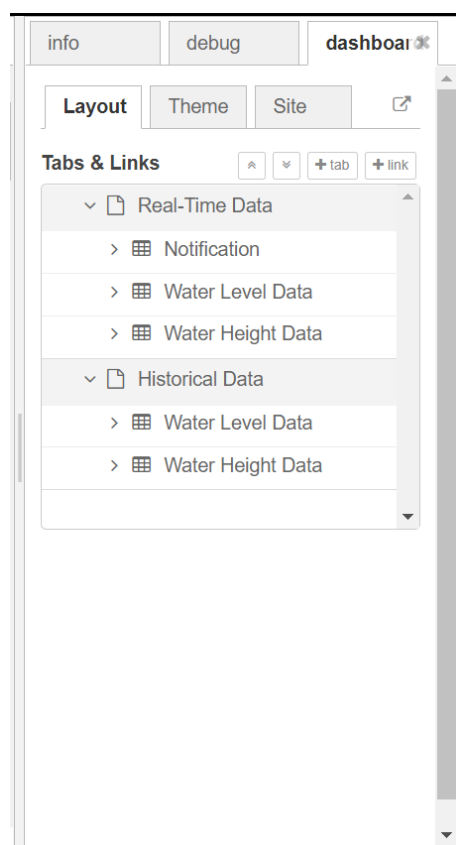 info debug dashboar
Layout Theme Site
Tabs & Links + tab + link
Real-Time Data
Notification
Water Level Data
Water Height Data
Historical Data
Water Level Data
Water Height Data